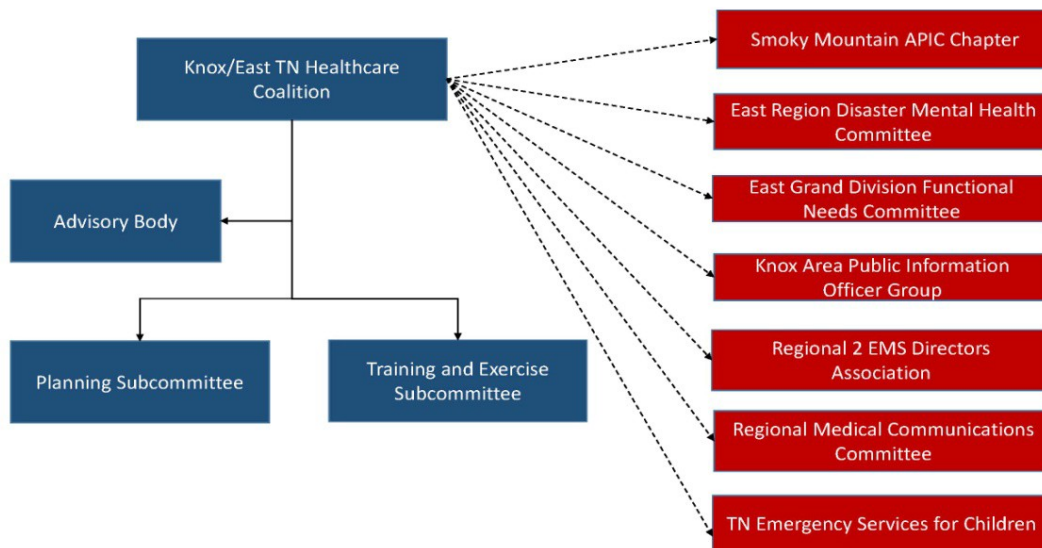 Knox/East TN Healthcare
Coalition
Advisory Body
Planning Subcommittee
Training and Exercise
Subcommittee
Smoky Mountain APIC Chapter
East Region Disaster Mental Health
Committee
East Grand Division Functional
Needs Committee
Knox Area Public Information
Officer Group
Regional 2 EMS Directors
Association
Regional Medical Communications
Committee
TN Emergency Services for Children